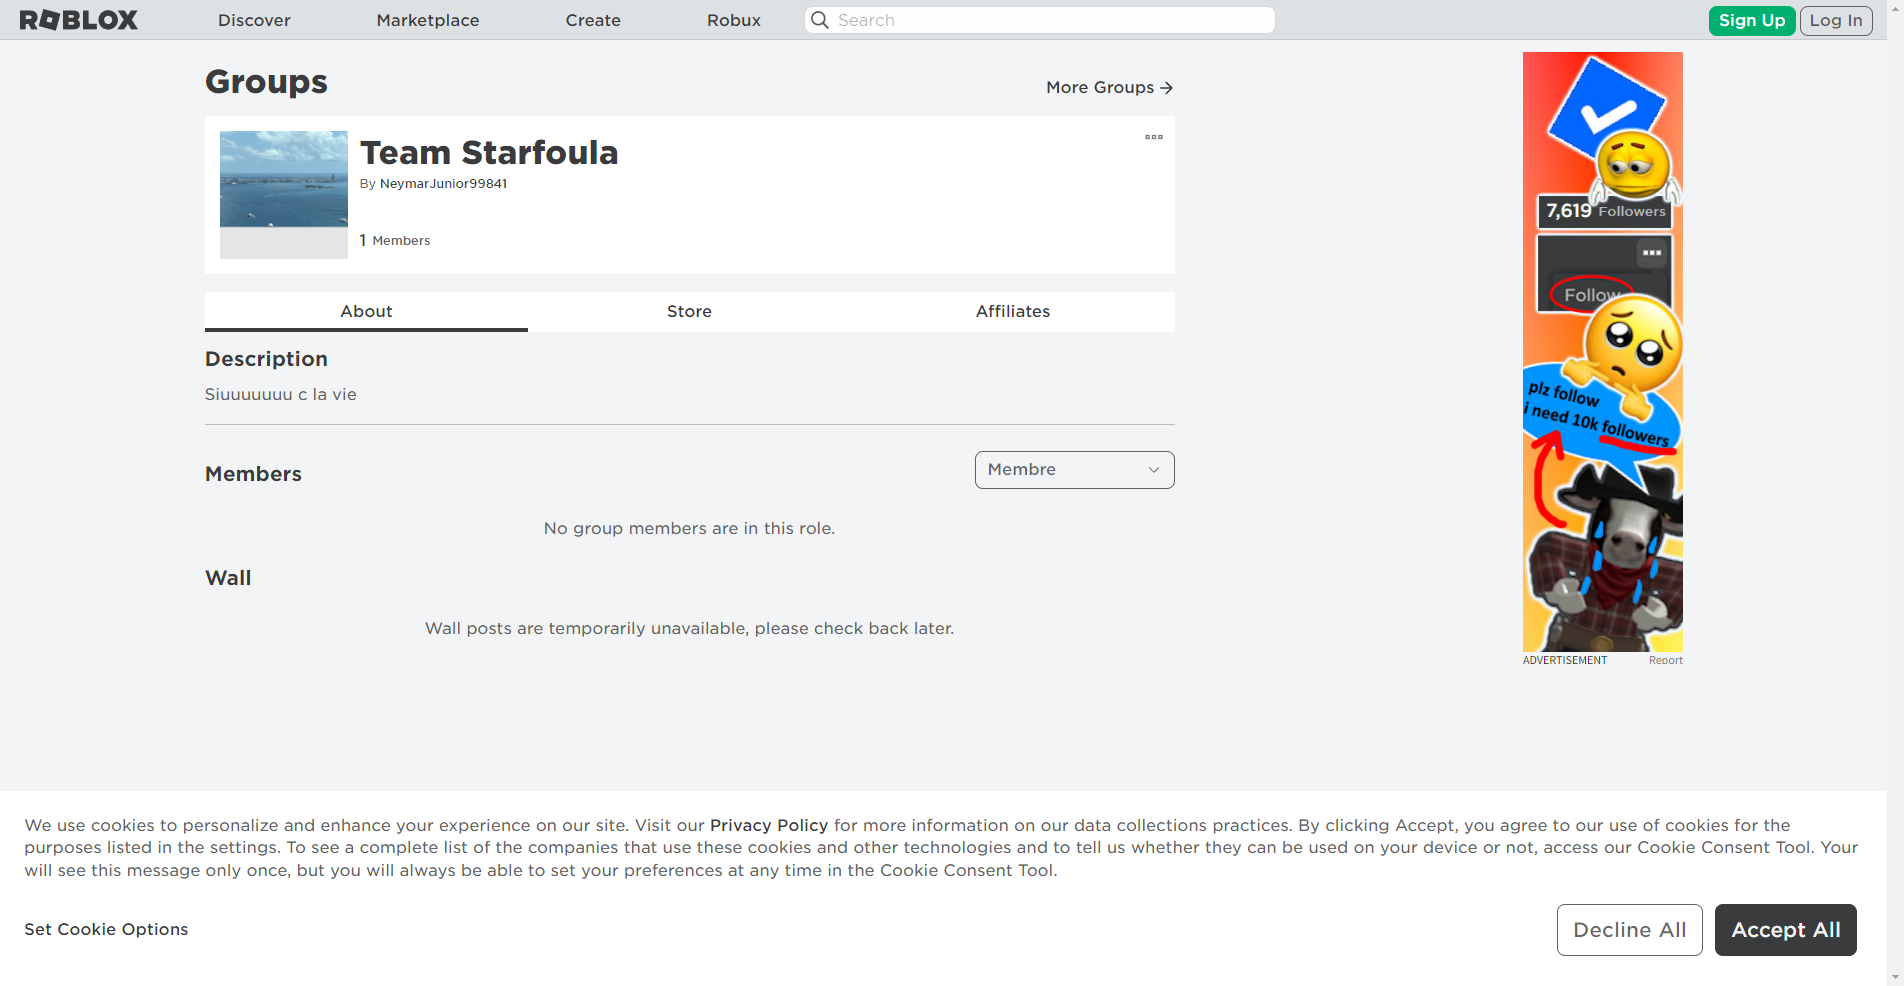 ROBLOX
Discover
Marketplace
Create
Robux
Search
Sign Up
Log In
Groups
More Groups
Team Starfoula
By NeymarJunior99841
1 Members
About
Store
Affiliates
Description
Siuuuuuuu c la vie
Members
Membre
No group members are in this role.
Wall
Wall posts are temporarily unavailable, please check back later.
7,619 Followers
Follow
plz follow
i need 10k followers
ADVERTISEMENT
Report
We use cookies to personalize and enhance your experience on our site. Visit our Privacy Policy for more information on our data collections practices. By clicking Accept, you agree to our use of cookies for the
purposes listed in the settings. To see a complete list of the companies that use these cookies and other technologies and to tell us whether they can be used on your device or not, access our Cookie Consent Tool. Your
will see this message only once, but you will always be able to set your preferences at any time in the Cookie Consent Tool.
Set Cookie Options
Decline All
Accept All